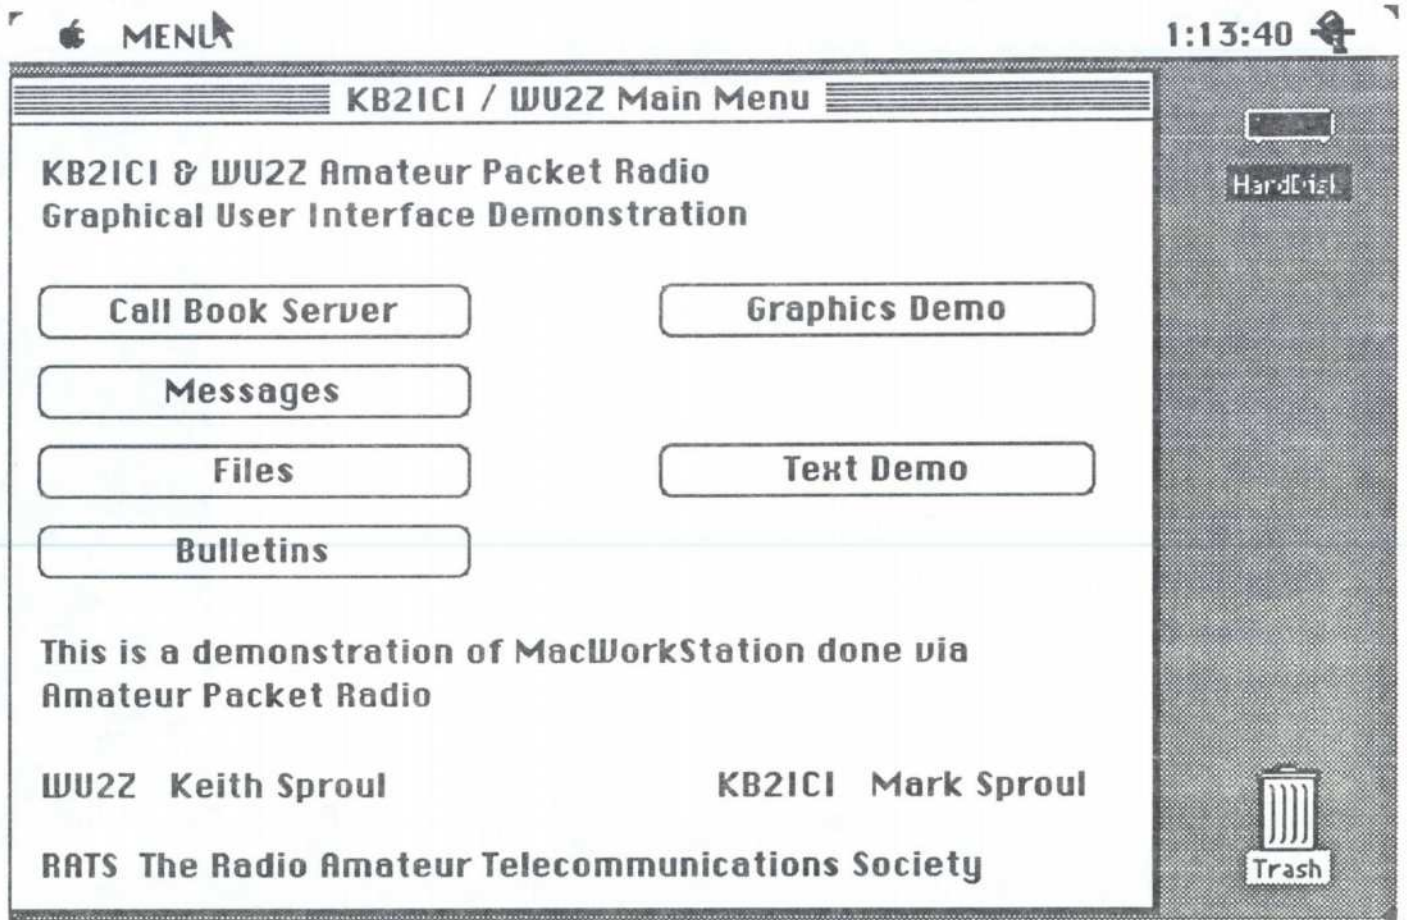 MENU
1:13:40
KB2ICI / WU2Z Main Menu
HardDisk
KB2ICI & WU2Z Amateur Packet Radio
Graphical User Interface Demonstration
Call Book Server
Graphics Demo
Messages
Files
Text Demo
Bulletins
This is a demonstration of MacWorkStation done via
Amateur Packet Radio
WU2Z Keith Sproul
KB2ICI Mark Sproul
RATS The Radio Amateur Telecommunications Society
Trash